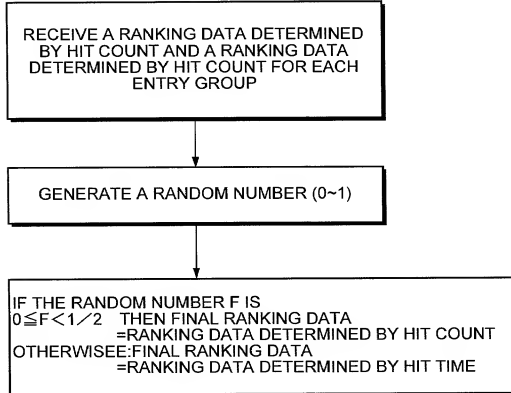 RECEIVE A RANKING DATA DETERMINED
BY HIT COUNT AND A RANKING DATA
DETERMINED BY HIT COUNT FOR EACH
ENTRY GROUP
GENERATE A RANDOM NUMBER (0~1)
IF THE RANDOM NUMBER F IS
0≦F<1/2 THEN FINAL RANKING DATA
=RANKING DATA DETERMINED BY HIT COUNT
OTHERWISEE:FINAL RANKING DATA
=RANKING DATA DETERMINED BY HIT TIME